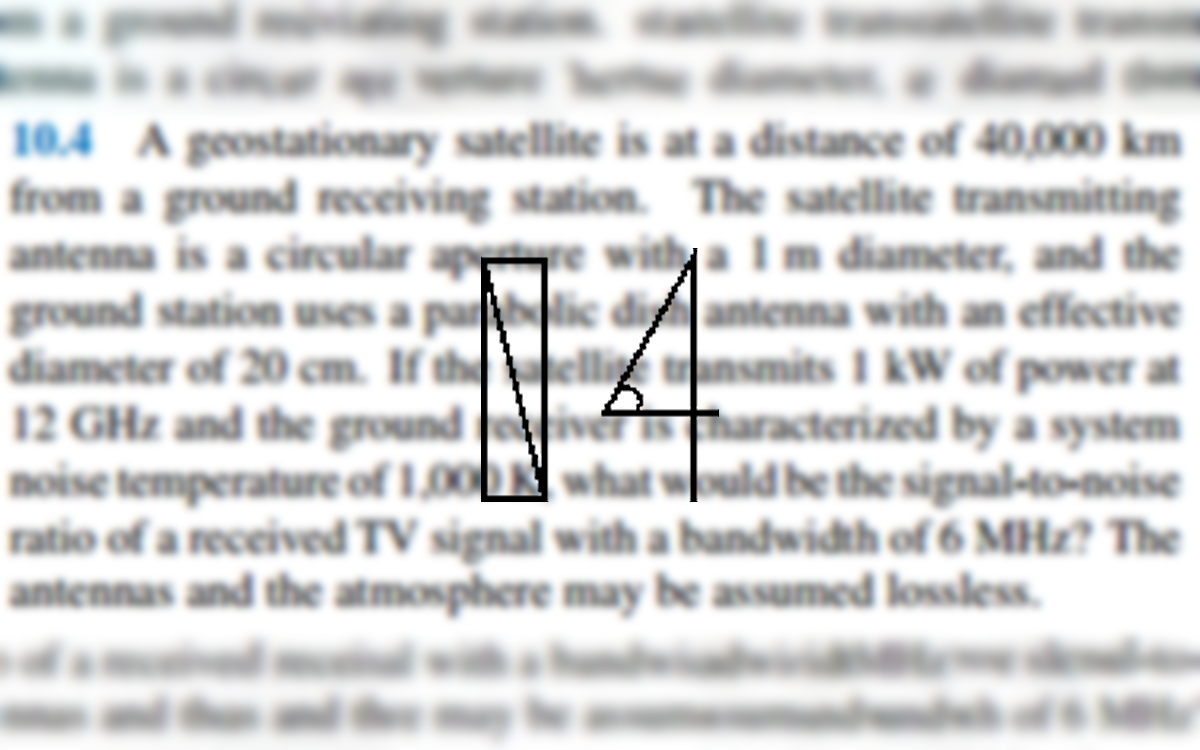 10.4 A geostationary satellite is at a distance of 40,000 km
from a ground receiving station. The satellite transmitting
antenna is a circular aperture with a 1 m diameter, and the
ground station uses a parabolic dish antenna with an effective
diameter of 20 cm. If the satellite transmits 1 kW of power at
12 GHz and the ground receiver is characterized by a system
noise temperature of 1,000 K, what would be the signal-to-noise
ratio of a received TV signal with a bandwidth of 6 MHz? The
antennas and the atmosphere may be assumed lossless.